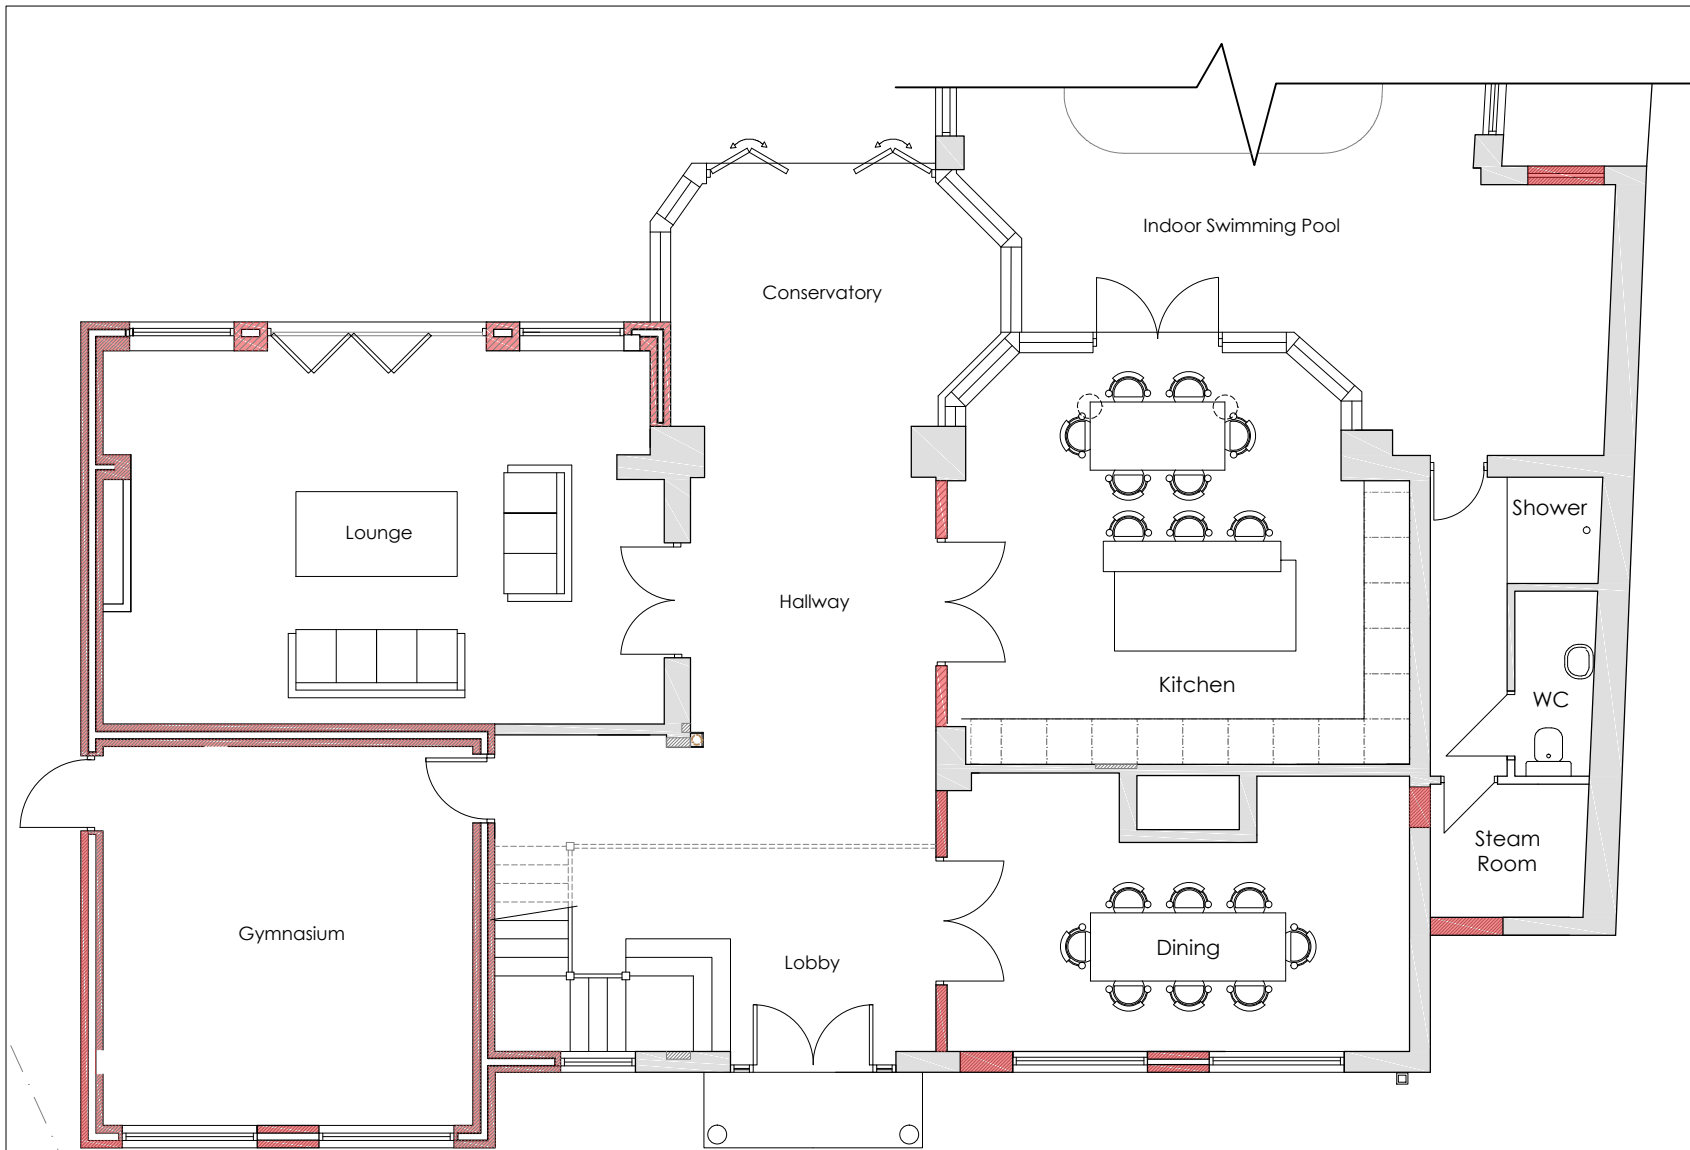 Indoor Swimming Pool
Conservatory
Shower
Lounge
Hallway
Kitchen
WC
Steam
Room
Gymnasium
Lobby
Dining